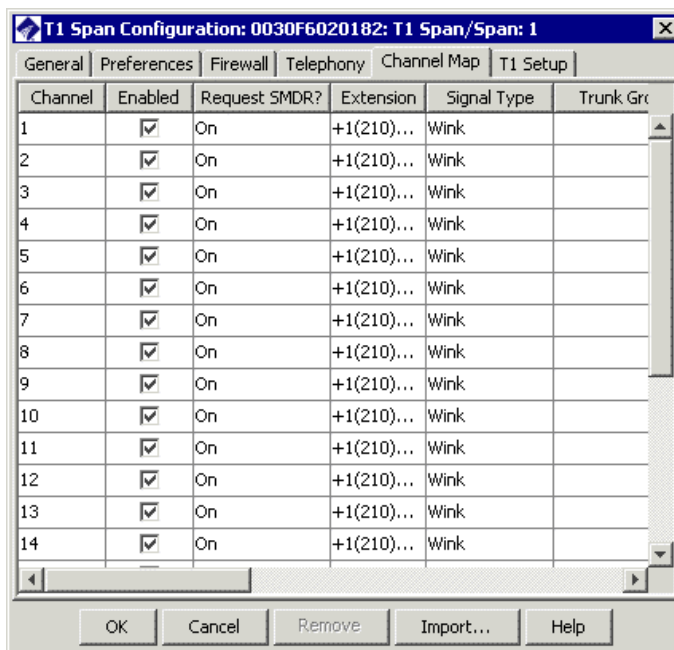 T1 Span Configuration: 0030F6020182: T1 Span/Span: 1
General Preferences Firewall Telephony Channel Map T1 Setup
Channel Enabled Request SMDR? Extension Signal Type Trunk Gro
1 On +1(210)... Wink
2 On +1(210)... Wink
3 On +1(210)... Wink
4 On +1(210)... Wink
5 On +1(210)... Wink
6 On +1(210)... Wink
7 On +1(210)... Wink
8 On +1(210)... Wink
9 On +1(210)... Wink
10 On +1(210)... Wink
11 On +1(210)... Wink
12 On +1(210)... Wink
13 On +1(210)... Wink
14 On +1(210)... Wink
OK Cancel Remove Import... Help